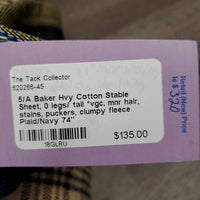 The Tack Collector
620266-45
5/A Baker Hvy Cotton Stable
Sheet, 0 legs/ tail *vgc, mnr hair,
stains, puckers, clumpy fleece
Plaid/Navy 74"
$135.00
18GLRU
Retail (New) Price
is $320